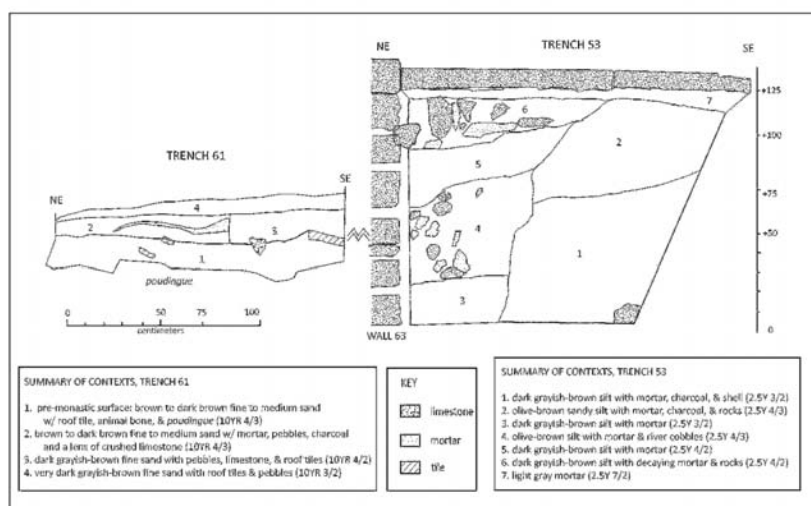 TRENCH 53
NE
SE
7
6
+125
+100
2
5
TRENCH 61
SE
NE
4
+75
2
3.
4
+50
1
1
poudingue
3
0 25 50 75 100
centimeters
0
WALL 63
SUMMARY OF CONTEXTS, TRENCH 61
1. pre-monastic surface: brown to dark brown fine to medium sand
w/ roof tile, animal bone, & poudingue (10YR 4/3)
2. brown to dark brown fine to medium sand w/ mortar, pebbles, charcoal
and a lens of crushed limestone (10YR 4/3)
3. dark grayish-brown fine sand with pebbles, limestone, & roof tiles (10YR 4/2)
4. very dark grayish-brown fine sand with roof tiles & pebbles (10YR 3/2)
KEY
limestone
mortar
tile
SUMMARY OF CONTEXTS, TRENCH 53
1. dark grayish-brown silt with mortar, charcoal, & shell (2.5Y 3/2)
2. olive-brown sandy silt with mortar, charcoal, & rocks (2.5Y 4/3)
3. dark grayish-brown silt with mortar (2.5Y 3/2)
4. olive-brown silt with mortar & river cobbles (2.5Y 4/3)
5. dark grayish-brown silt with mortar (2.5Y 4/2)
6. dark grayish-brown silt with decaying mortar & rocks (2.5Y 4/2)
7. light gray mortar (2.5Y 7/2)